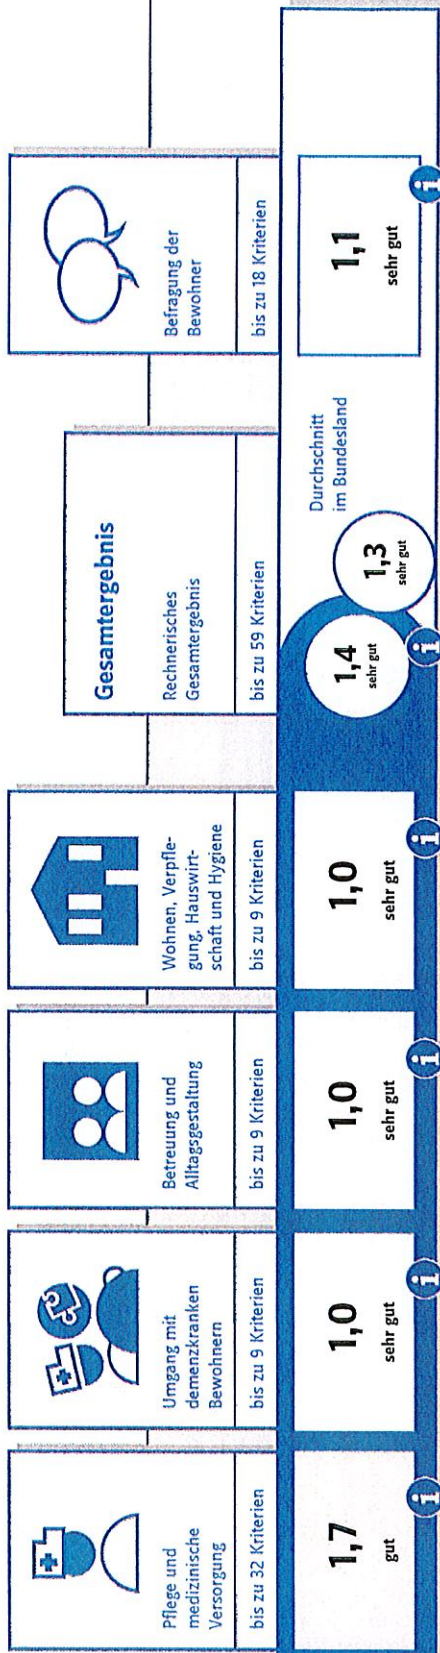 Pflege und
medizinische
Versorgung
bis zu 32 Kriterien
1,7
gut
Umgang mit
demenzkranken
Bewohnern
bis zu 9 Kriterien
1,0
sehr gut
Betreuung und
Alltagsgestaltung
bis zu 9 Kriterien
1,0
sehr gut
Wohnen, Verpfle-
gung, Hauswirt-
schaft und Hygiene
bis zu 9 Kriterien
1,0
sehr gut
Gesamtergebnis
Rechnerisches
Gesamtergebnis
bis zu 59 Kriterien
1,4
sehr gut
Durchschnitt
im Bundesland
1,3
sehr gut
Befragung der
Bewohner
bis zu 18 Kriterien
1,1
sehr gut